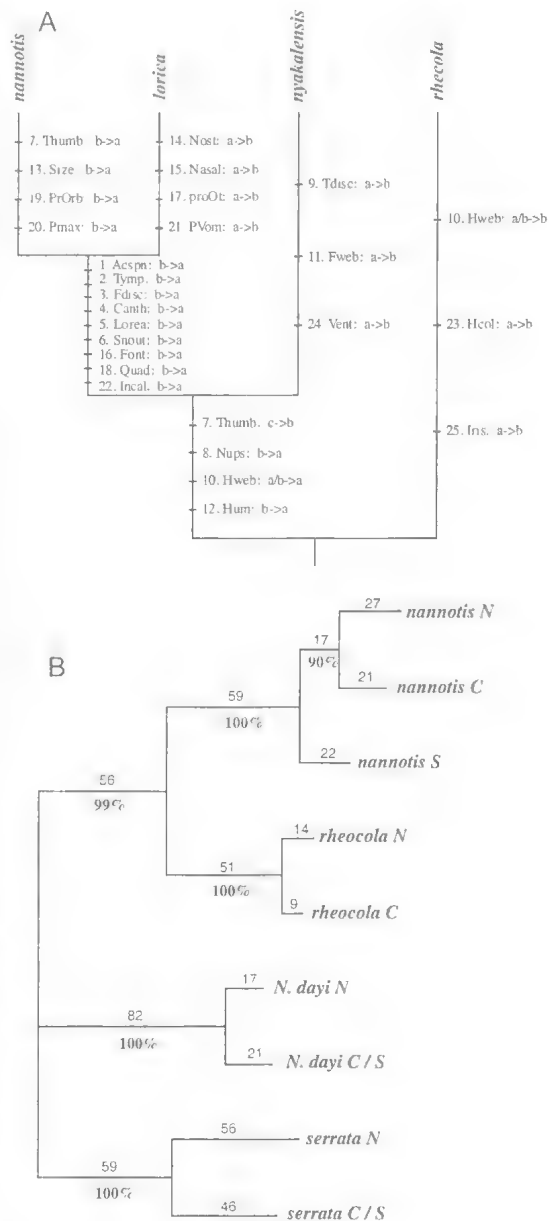 A
nannotis
lorica
nyakalensis
rhecola
7. Thumb b->a
13. Size b->a
19. PrOrb b->a
20. Pmax: b->a
14. Nost: a->b
15. Nasal: a->b
17. proOt: a->b
21 PVom: a->b
9. Tdisc: a->b
11. Fweb: a->b
24 Vent: a->b
10. Hweb: a/b->b
23. Hcol: a->b
25. Iris. a->b
1 Acspn: b->a
2 Tymp. b->a
3 Fdisc: b->a
4. Canth: b->a
5. Lorea: b->a
6. Snout: b->a
16. Font: b->a
18. Quad: b->a
22. Incal. b->a
7. Thumb. c->b
8. Nups: b->a
10. Hweb: a/b->a
12. Hum: b->a
B
27
nannotis N
17
90%
21
nannotis C
59
100%
22
nannotis S
56
99%
14
rheocola N
51
100%
9
rheocola C
17
N. dayi N
82
100%
21
N. dayi C / S
56
serrata N
59
100%
46
serrata C / S